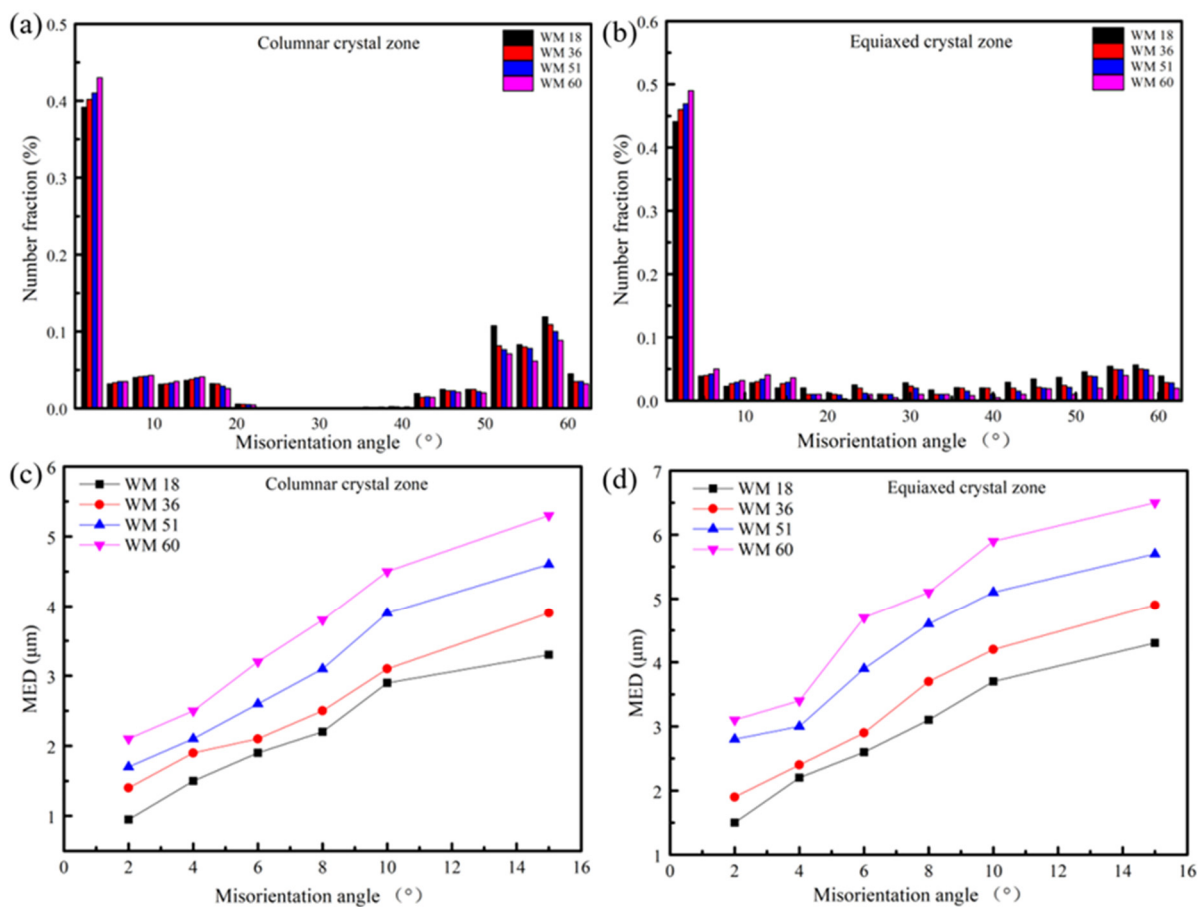 (a)
Columnar crystal zone
WM 18
WM 36
WM 51
WM 60
0.5
0.4
0.3
0.2
0.1
0.0
Number fraction (%)
10 20 30 40 50 60
Misorientation angle (°)
(b)
Equiaxed crystal zone
WM 18
WM 36
WM 51
WM 60
0.6
0.5
0.4
0.3
0.2
0.1
0.0
Number fraction (%)
10 20 30 40 50 60
Misorientation angle (°)
(c)
Columnar crystal zone
WM 18
WM 36
WM 51
WM 60
6
5
4
3
2
1
MED (μm)
0 2 4 6 8 10 12 14 16
Misorientation angle (°)
(d)
Equiaxed crystal zone
WM 18
WM 36
WM 51
WM 60
7
6
5
4
3
2
1
MED (μm)
0 2 4 6 8 10 12 14 16
Misorientation angle (°)